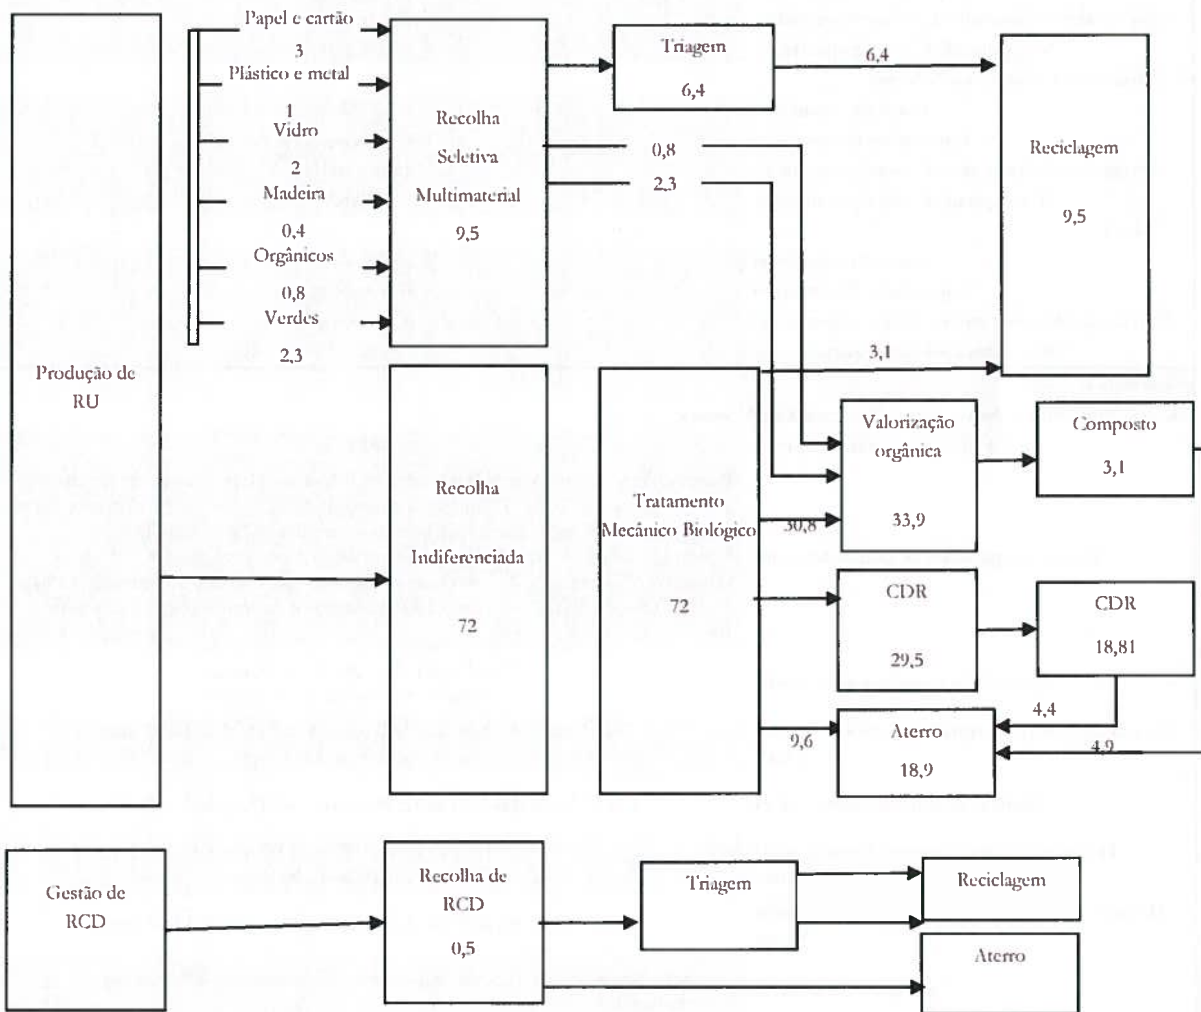 Produção de
RU
Papel e cartão
3
Plástico e metal
1
Vidro
2
Madeira
0,4
Orgânicos
0,8
Verdes
2,3
Recolha
Seletiva
Multimaterial
9,5
Triagem
6,4
6,4
0,8
2,3
Reciclagem
9,5
Recolha
Indiferenciada
72
Tratamento
Mecânico Biológico
72
3,1
30,8
9,6
Valorização
orgânica
33,9
Composto
3,1
CDR
29,5
CDR
18,81
4,4
4,9
Aterro
18,9
Gestão de
RCD
Recolha de
RCD
0,5
Triagem
Reciclagem
Aterro